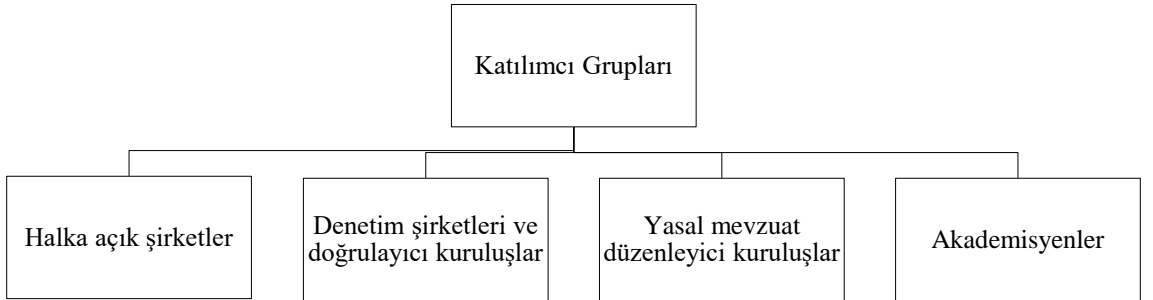 Katılımcı Grupları
Halka açık şirketler
Denetim şirketleri ve
doğrulayıcı kuruluşlar
Yasal mevzuat
düzenleyici kuruluşlar
Akademisyenler